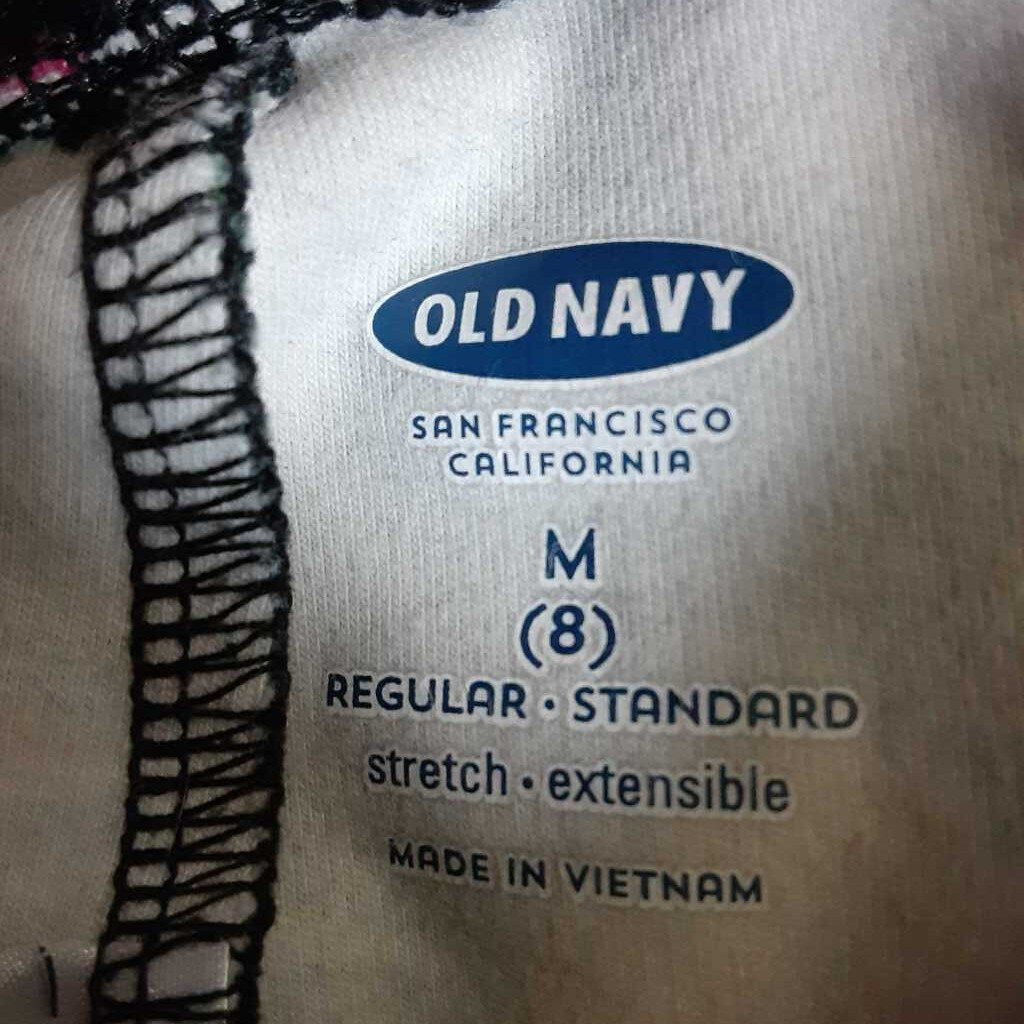 OLD NAVY
SAN FRANCISCO
CALIFORNIA
M
(8)
REGULAR · STANDARD
stretch · extensible
MADE IN VIETNAM